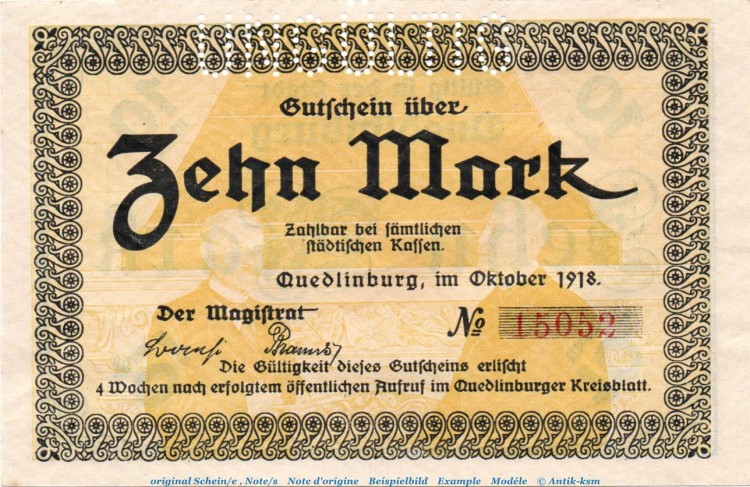 UNGÜLTIG
Gutschein über
Zehn Mark
Zahlbar bei sämtlichen
städtischen Kassen.
Quedlinburg, im Oktober 1918.
Der Magistrat
No 15052
Die Gültigkeit dieses Gutscheins erlischt
4 Wochen nach erfolgtem öffentlichen Aufruf im Quedlinburger Kreisblatt.
original Schein/e , Note/s Note d'origine Beispielbild Example Modéle © Antik-ksm